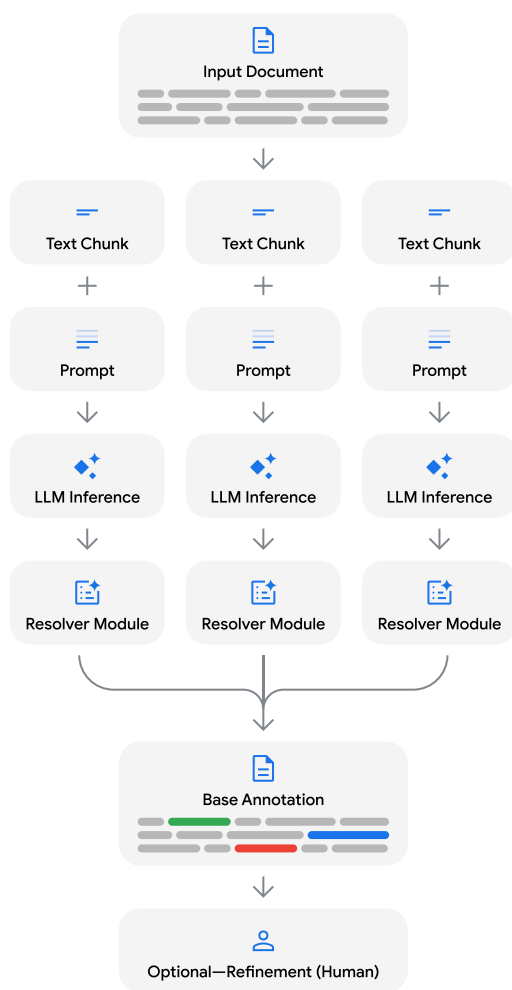 Input Document
Text Chunk
Text Chunk
Text Chunk
Prompt
Prompt
Prompt
LLM Inference
LLM Inference
LLM Inference
Resolver Module
Resolver Module
Resolver Module
Base Annotation
Optional—Refinement (Human)